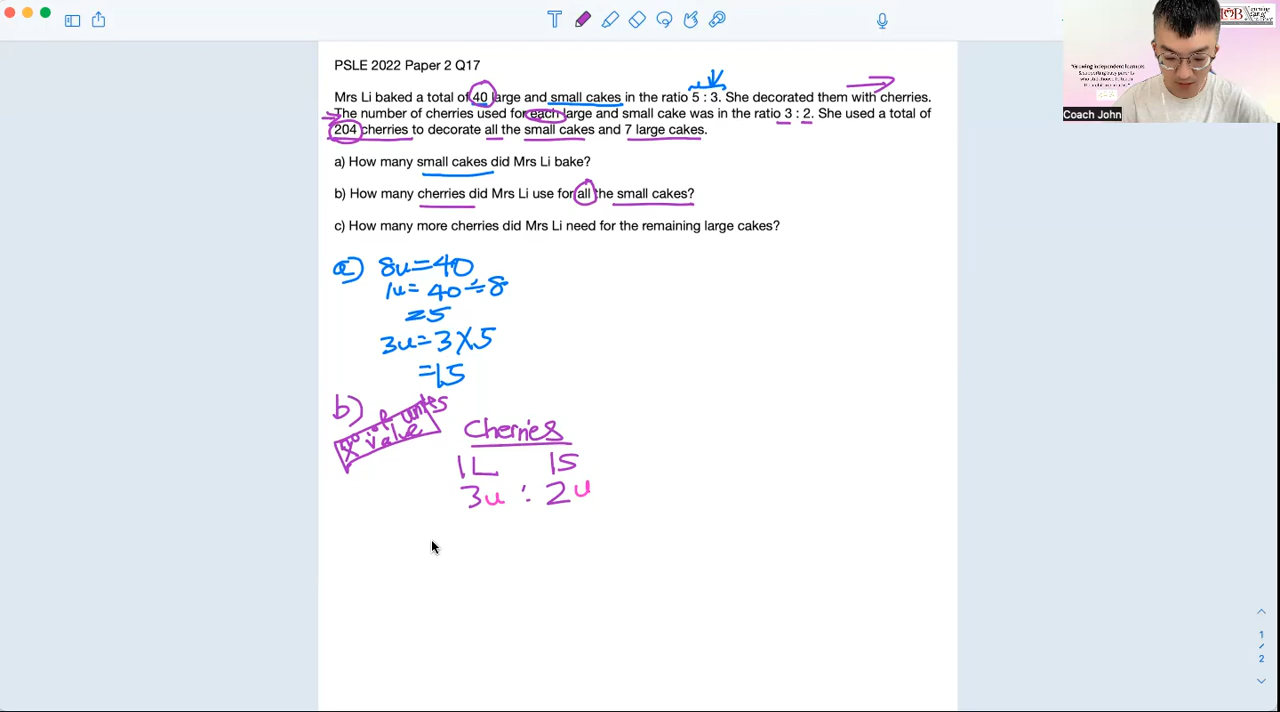 PSLE 2022 Paper 2 Q17
Mrs Li baked a total of 40 large and small cakes in the ratio 5 : 3. She decorated them with cherries.
The number of cherries used for each large and small cake was in the ratio 3 : 2. She used a total of
204 cherries to decorate all the small cakes and 7 large cakes.
a) How many small cakes did Mrs Li bake?
b) How many cherries did Mrs Li use for all the small cakes?
c) How many more cherries did Mrs Li need for the remaining large cakes?
a) 8u=40
1u= 40÷8
=5
3u=3×5
=15
b)
of units
value
Cherries
1L 1S
3u : 2u
Coach John
1
2